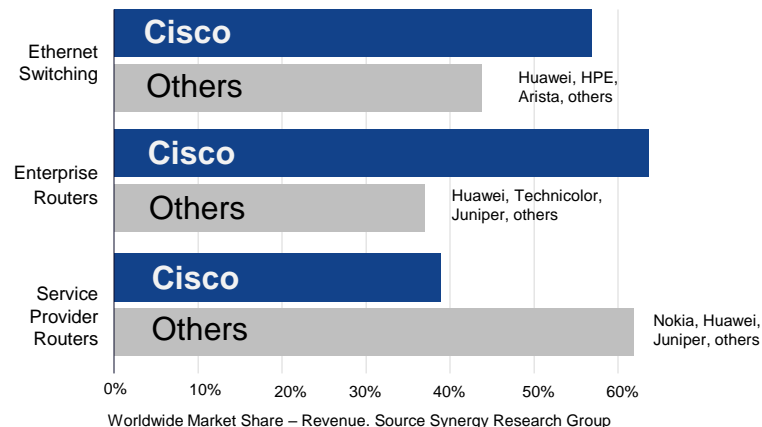 Cisco
Ethernet
Switching
Others
Huawei, HPE,
Arista, others
Cisco
Enterprise
Routers
Others
Huawei, Technicolor,
Juniper, others
Cisco
Service
Provider
Routers
Others
Nokia, Huawei,
Juniper, others
0% 10% 20% 30% 40% 50% 60%
Worldwide Market Share – Revenue. Source Synergy Research Group